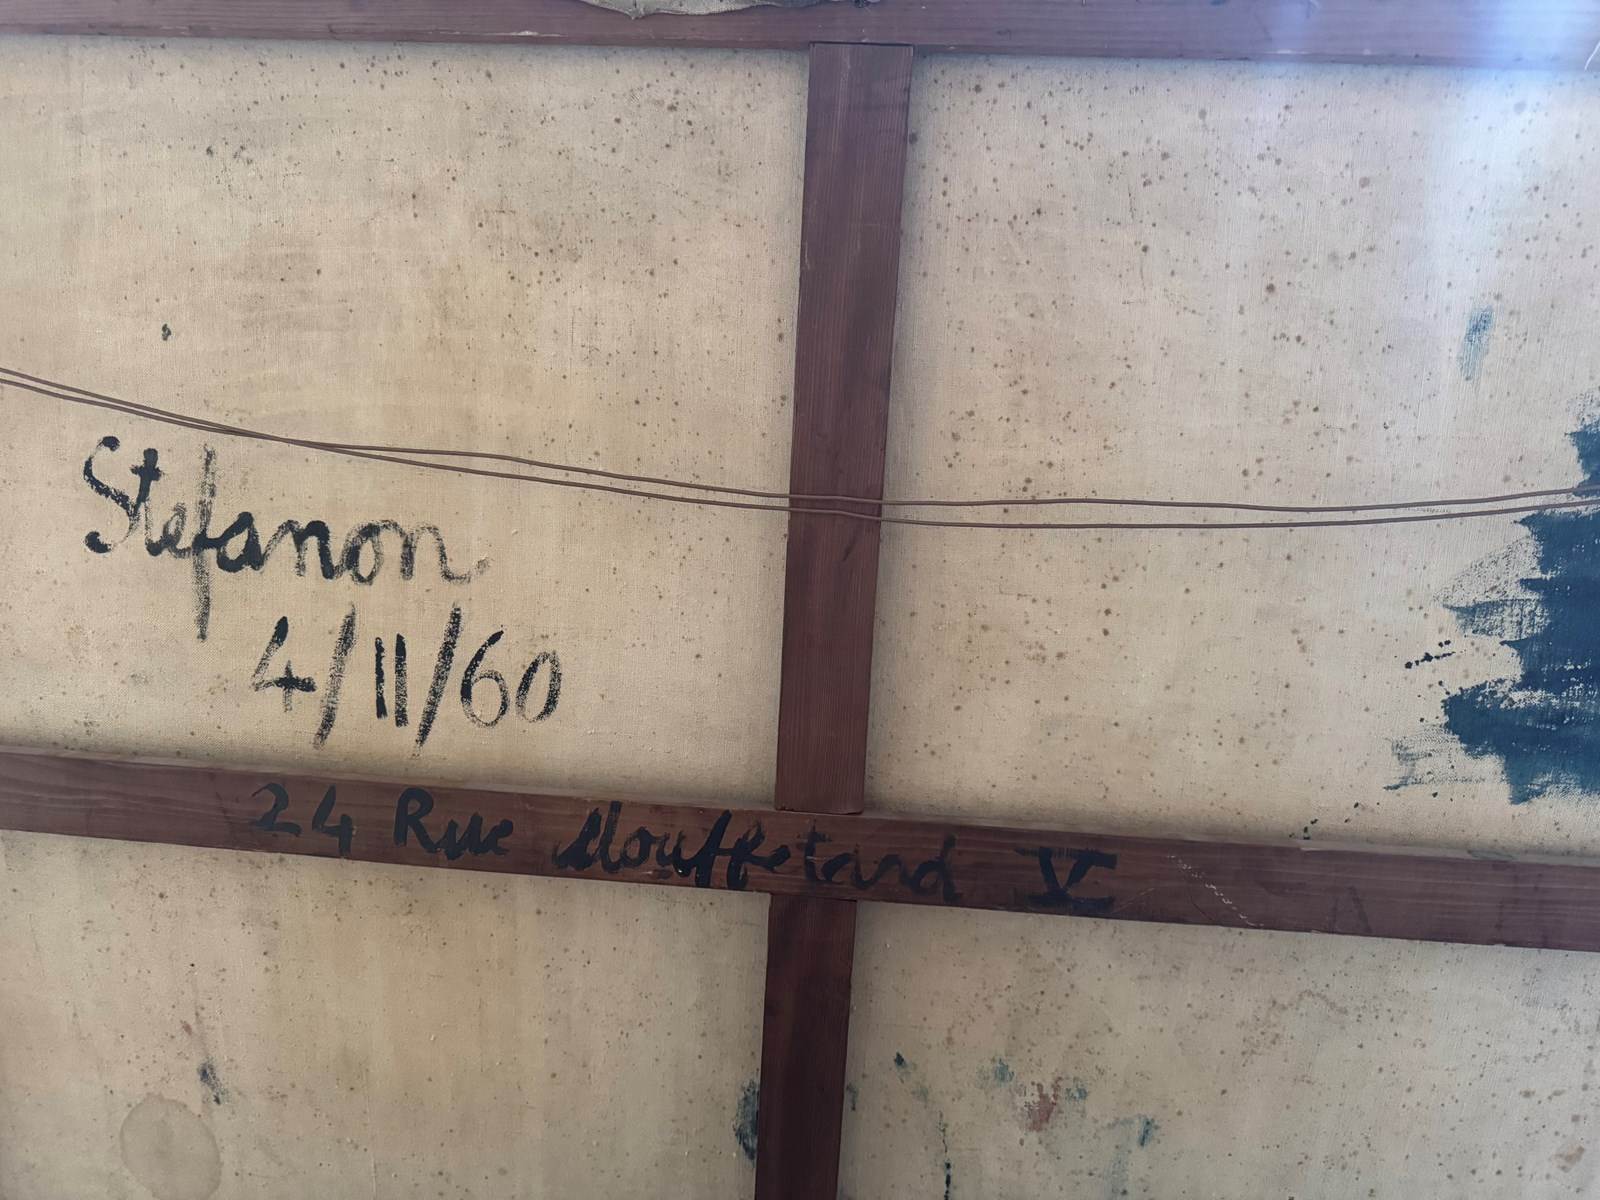 Stefanon
4/11/60
24 Rue Mouffetard V